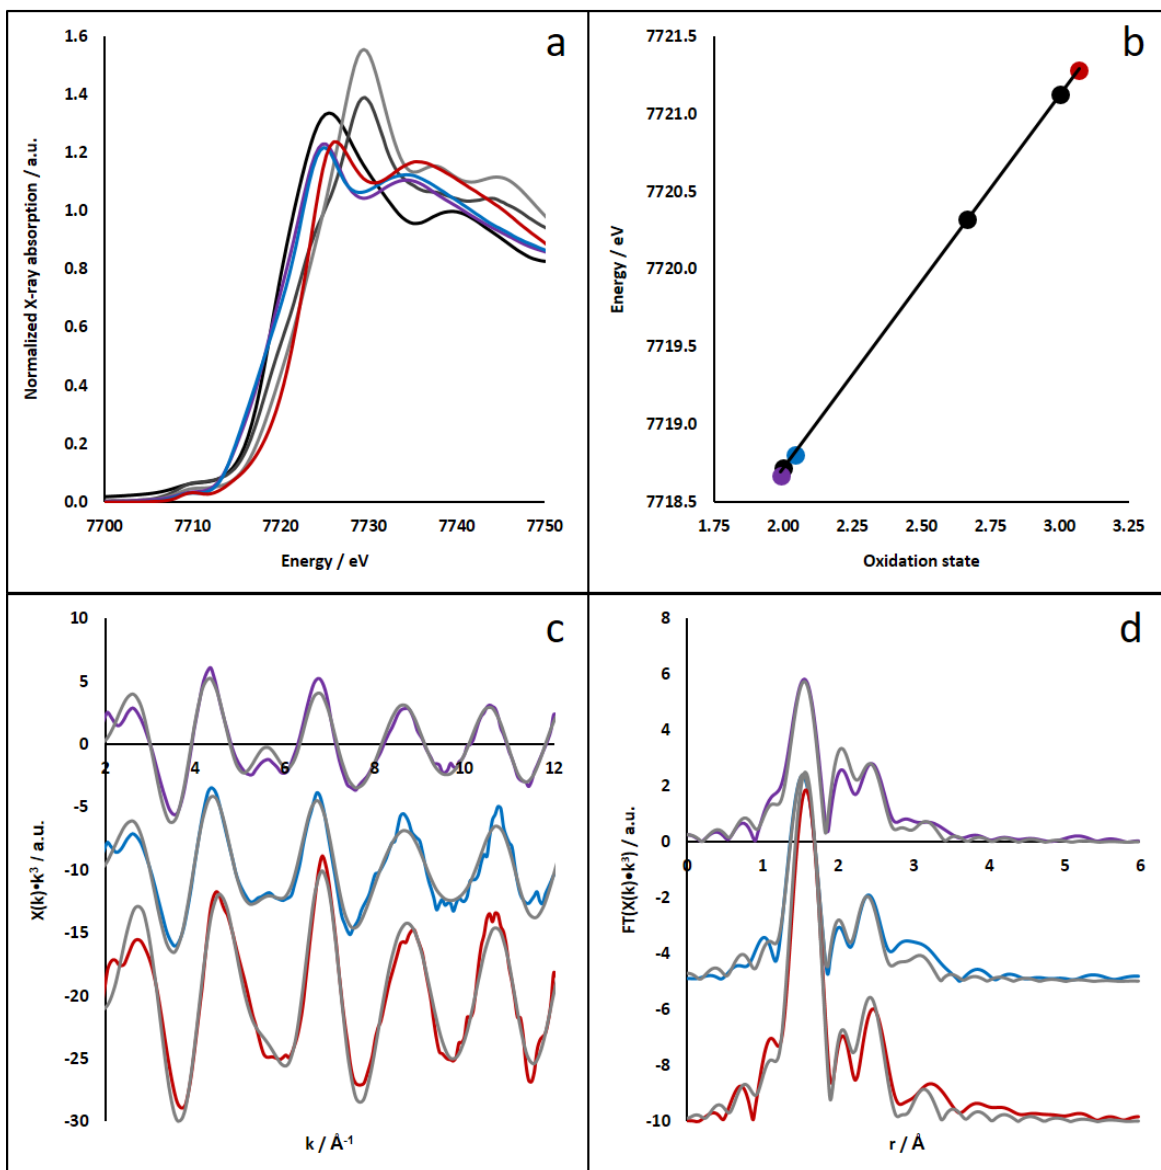 a
1.6
1.4
1.2
1.0
0.8
0.6
0.4
0.2
0.0
Normalized X-ray absorption / a.u.
7700 7710 7720 7730 7740 7750
Energy / eV
b
7721.5
7721.0
7720.5
7720.0
7719.5
7719.0
7718.5
Energy / eV
1.75 2.00 2.25 2.50 2.75 3.00 3.25
Oxidation state
c
10
5
0
-5
-10
-15
-20
-25
-30
X(k)•k³ / a.u.
2 4 6 8 10 12
k / Å⁻¹
d
8
6
4
2
0
-2
-4
-6
-8
-10
FT(X(k)•k³) / a.u.
0 1 2 3 4 5 6
r / Å